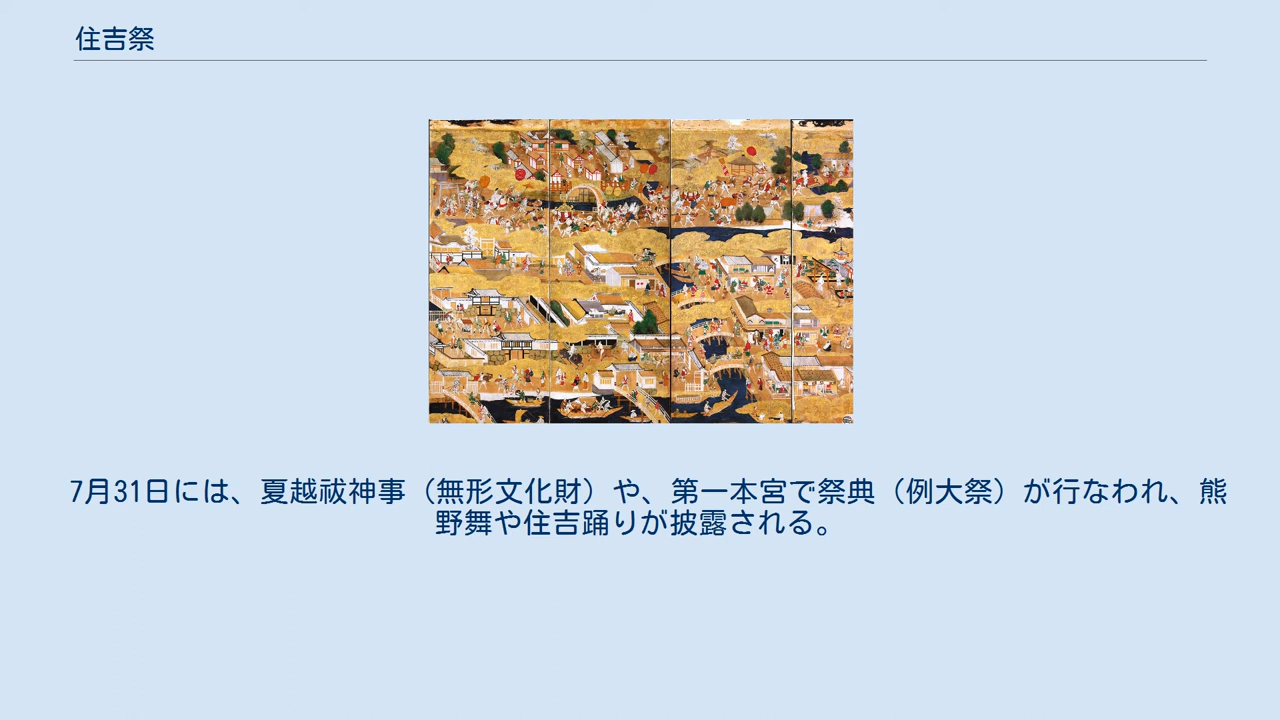 住吉祭
7月31日には、夏越祓神事（無形文化財）や、第一本宮で祭典（例大祭）が行なわれ、熊
野舞や住吉踊りが披露される。